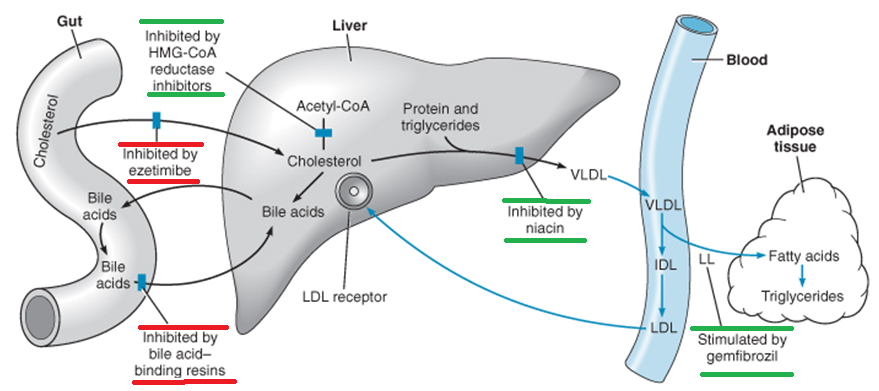 Gut
Liver
Blood
Adipose
tissue
Inhibited by
HMG-CoA
reductase
inhibitors
Cholesterol
Acetyl-CoA
Protein and
triglycerides
Inhibited by
ezetimibe
Cholesterol
VLDL
Bile
acids
Bile acids
Inhibited by
niacin
VLDL
Bile
acids
LDL receptor
IDL
LL
Fatty acids
Triglycerides
LDL
Inhibited by
bile acid–
binding resins
Stimulated by
gemfibrozil